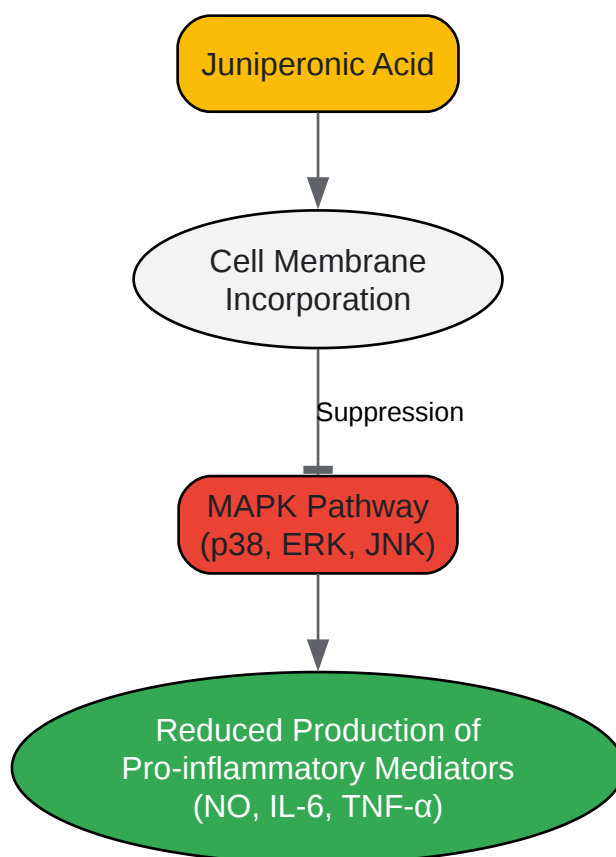 Juniperonic Acid
Cell Membrane
Incorporation
Suppression
MAPK Pathway
(p38, ERK, JNK)
Reduced Production of
Pro-inflammatory Mediators
(NO, IL-6, TNF-α)